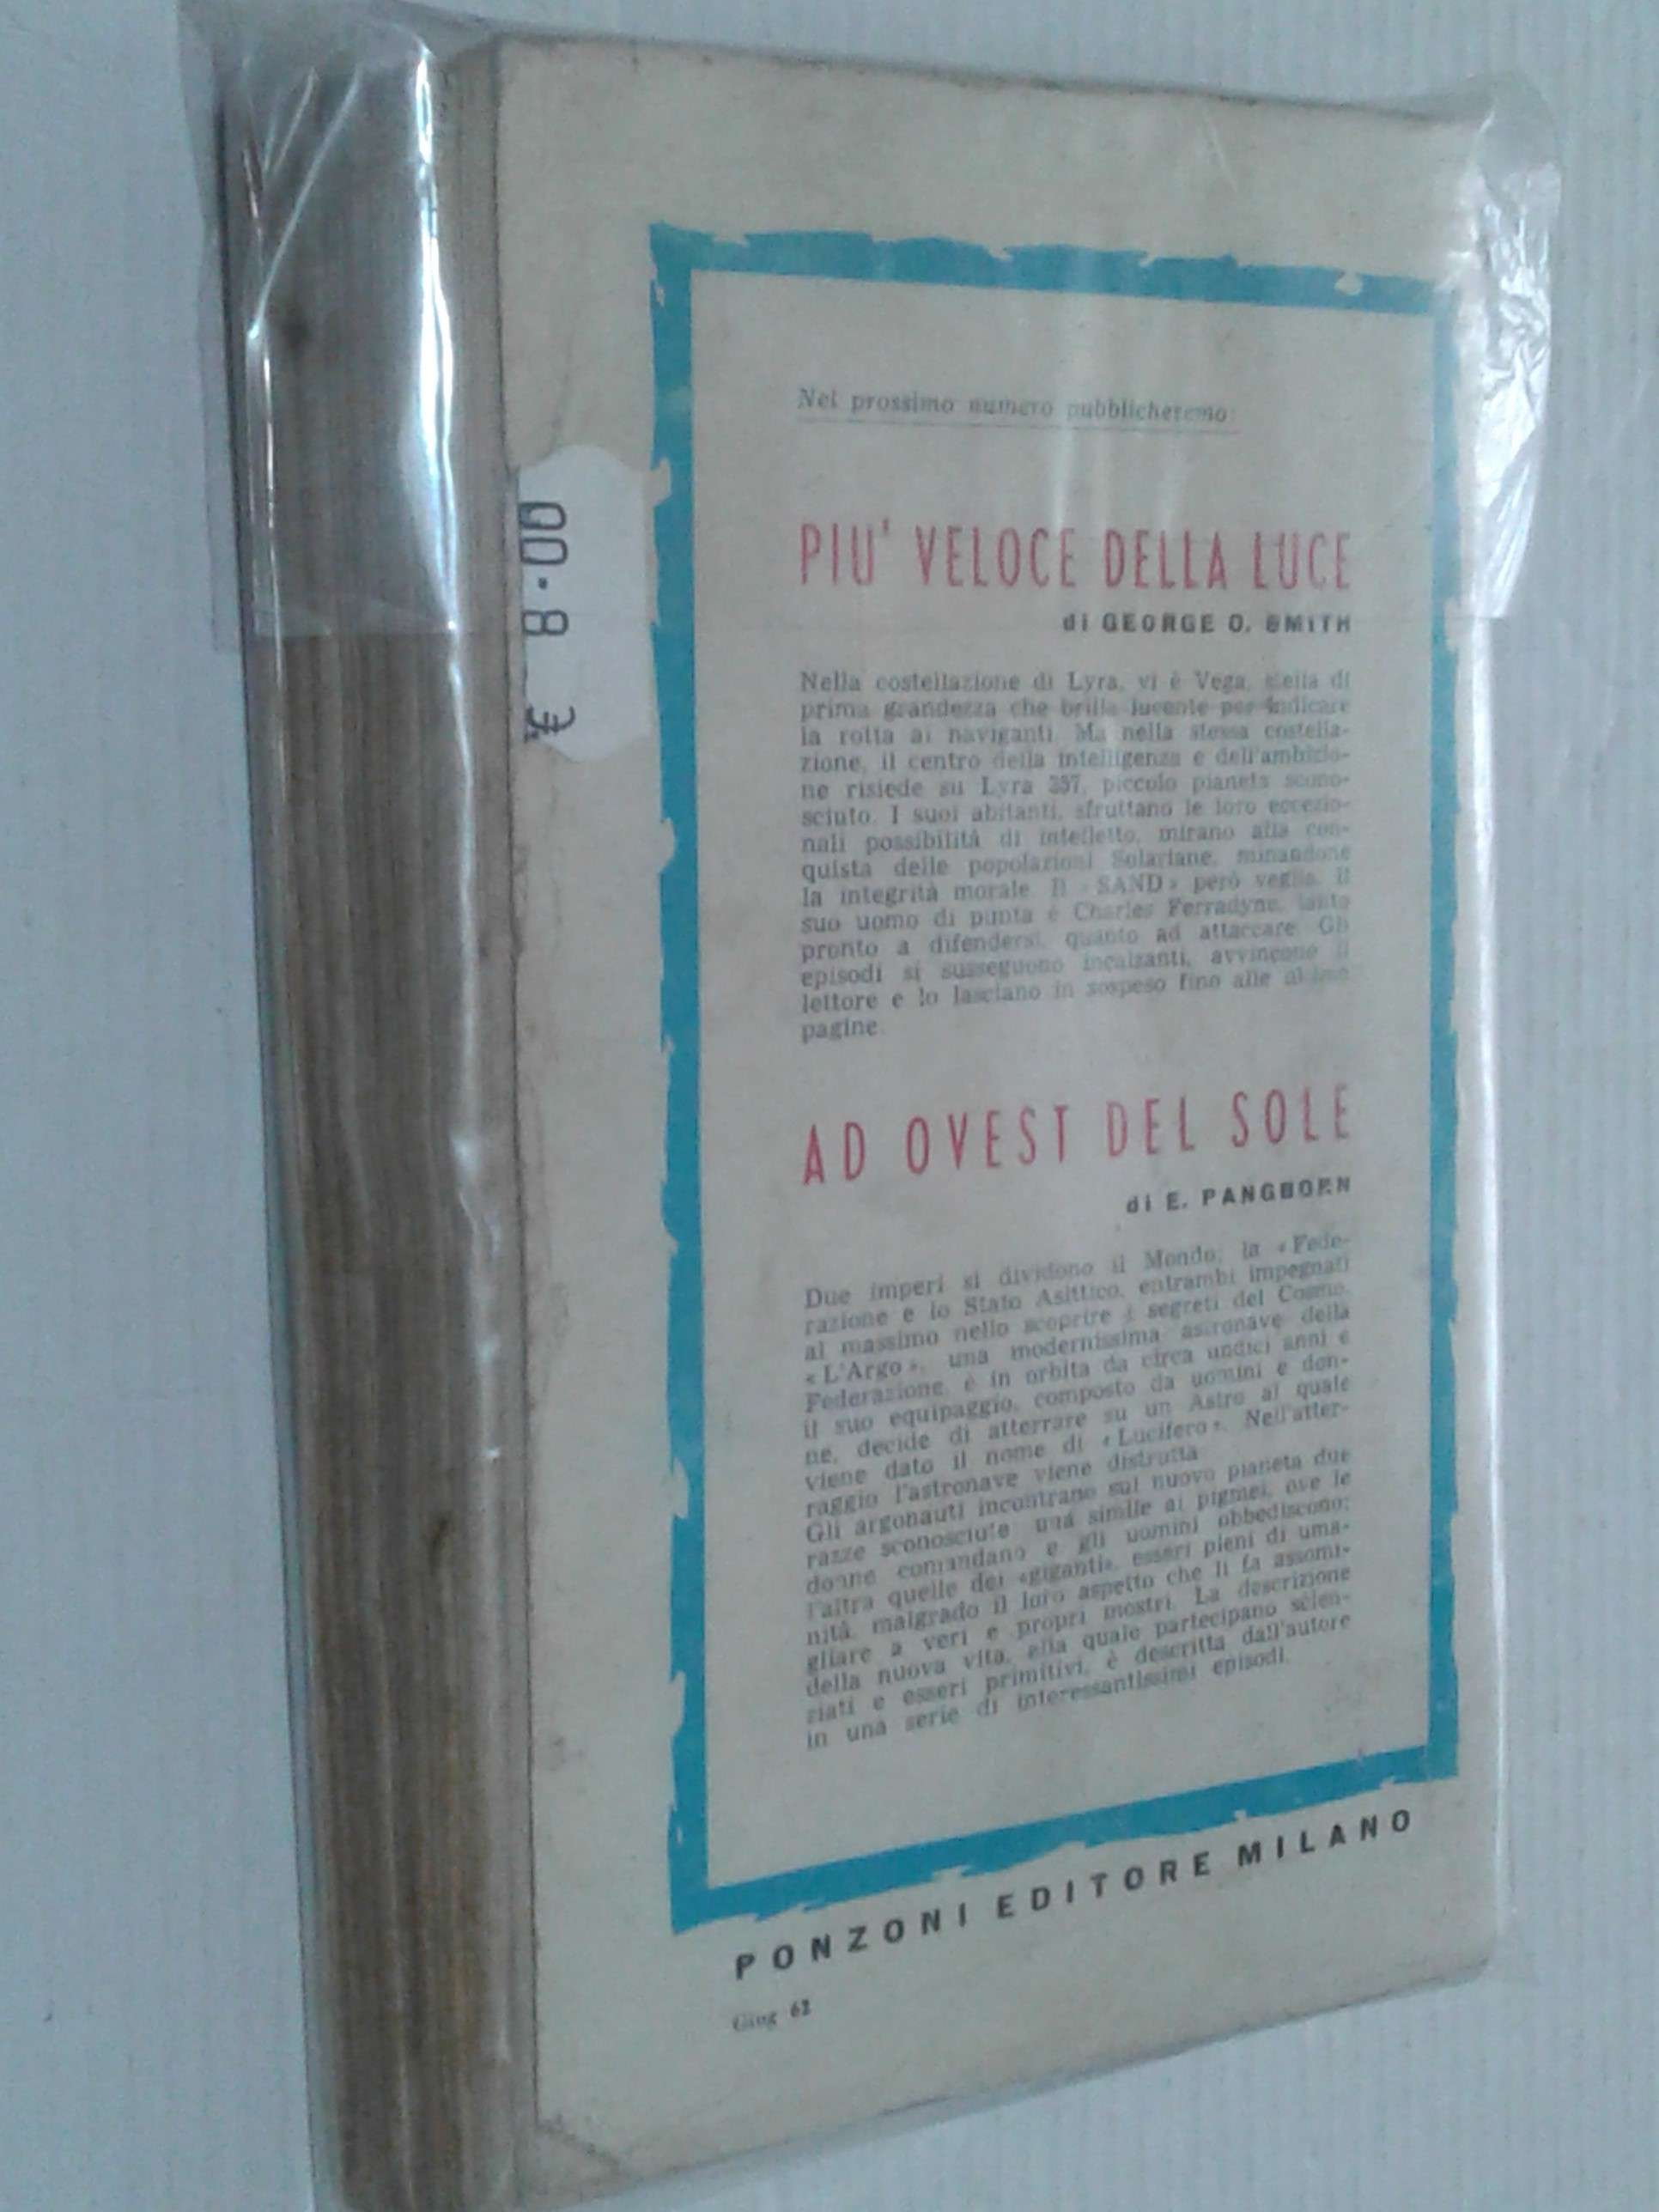 Nel prossimo numero pubblicheremo:
PIU' VELOCE DELLA LUCE
di GEORGE O. SMITH
Nella costellazione di Lyra, vi è Vega, stella di
prima grandezza che brilla lucente per indicare
la rotta ai naviganti. Ma nella stessa costella-
zione, il centro della intelligenza e dell'ambizio-
ne risiede su Lyra 357, piccolo pianeta scono-
sciuto. I suoi abitanti, sfruttano le loro eccezio-
nali possibilità di intelletto, mirano alla con-
quista delle popolazioni Solariane, minandone
la integrità morale. Il «SAND» però veglia. Il
suo uomo di punta è Charles Ferradyne, tanto
pronto a difendersi, quanto ad attaccare. Gli
episodi si susseguono incalzanti, avvincono il
lettore e lo lasciano in sospeso fino alle ultime
pagine.
AD OVEST DEL SOLE
di E. PANGBORN
Due imperi si dividono il Mondo; la «Fede-
razione e lo Stato Asittico, entrambi impegnati
al massimo nello scoprire i segreti del Cosmo.
«L'Argo», una modernissima astronave della
Federazione, è in orbita da circa undici anni e
il suo equipaggio, composto da uomini e don-
ne, decide di atterrare su un Astro al quale
viene dato il nome di «Lucifero». Nell'atter-
raggio l'astronave viene distrutta.
Gli argonauti incontrano sul nuovo pianeta due
razze sconosciute: una simile ai pigmei, ove le
donne comandano e gli uomini obbediscono;
l'altra quelle dei «giganti», esseri pieni di uma-
nità, malgrado il loro aspetto che li fa assomi-
gliare a veri e propri mostri. La descrizione
della nuova vita, alla quale partecipano scien-
ziati e esseri primitivi, è descritta dall'autore
in una serie di interessantissimi episodi.
PONZONI EDITORE MILANO
Giug 62
€ 8.00